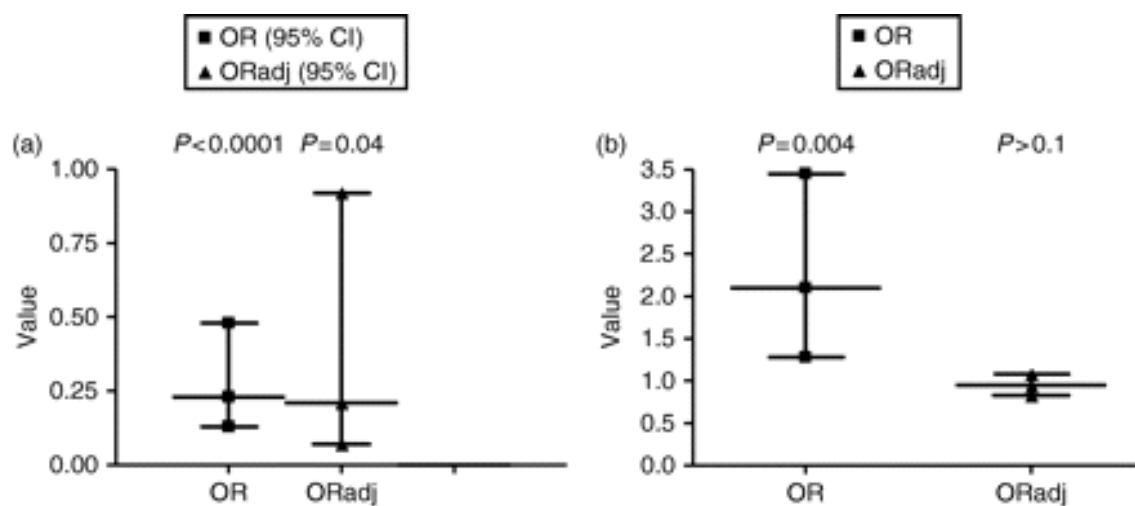 OR (95% CI)
ORadj (95% CI)
(a)
P<0.0001 P=0.04
1.00
0.75
0.50
0.25
0.00
Value
OR ORadj
OR
ORadj
(b)
P=0.004 P>0.1
3.5
3.0
2.5
2.0
1.5
1.0
0.5
0.0
Value
OR ORadj